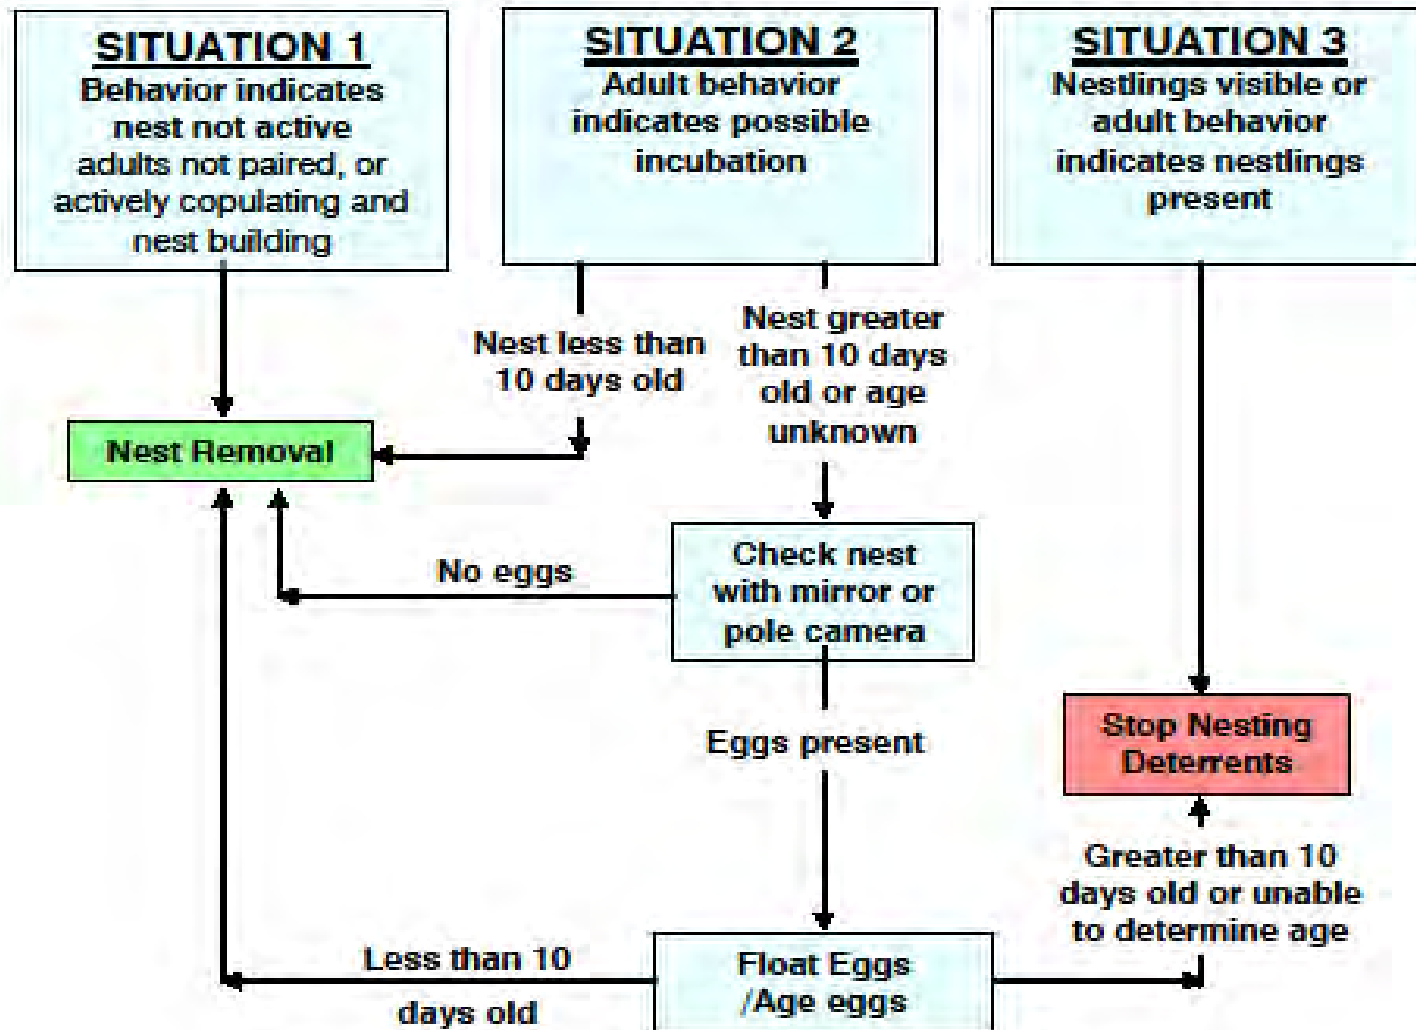 SITUATION 1
Behavior indicates
nest not active
adults not paired, or
actively copulating and
nest building
SITUATION 2
Adult behavior
indicates possible
incubation
SITUATION 3
Nestlings visible or
adult behavior
indicates nestlings
present
Nest less than
10 days old
Nest greater
than 10 days
old or age
unknown
Nest Removal
Check nest
with mirror or
pole camera
No eggs
Eggs present
Stop Nesting
Deterrents
Greater than 10
days old or unable
to determine age
Less than 10
days old
Float Eggs
/Age eggs